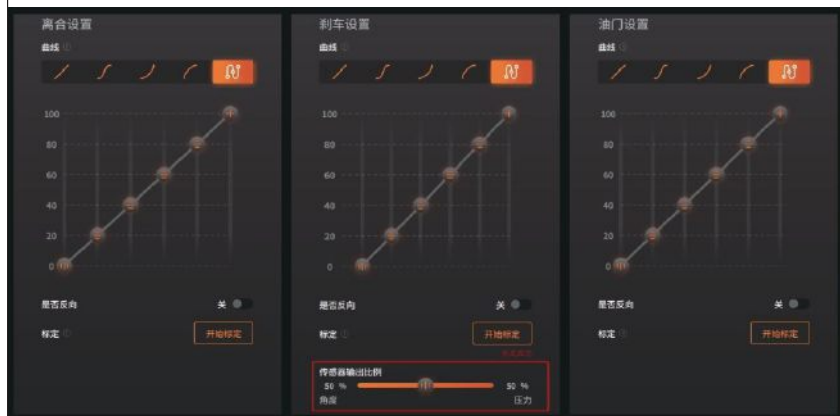 离合设置
曲线
100
80
60
40
20
0
是否反向 关
标定 开始标定
刹车设置
曲线
100
80
60
40
20
0
是否反向 关
标定 开始标定
传感器输出比例
50 % 50 %
角度 压力
油门设置
曲线
100
80
60
40
20
0
是否反向 关
标定 开始标定